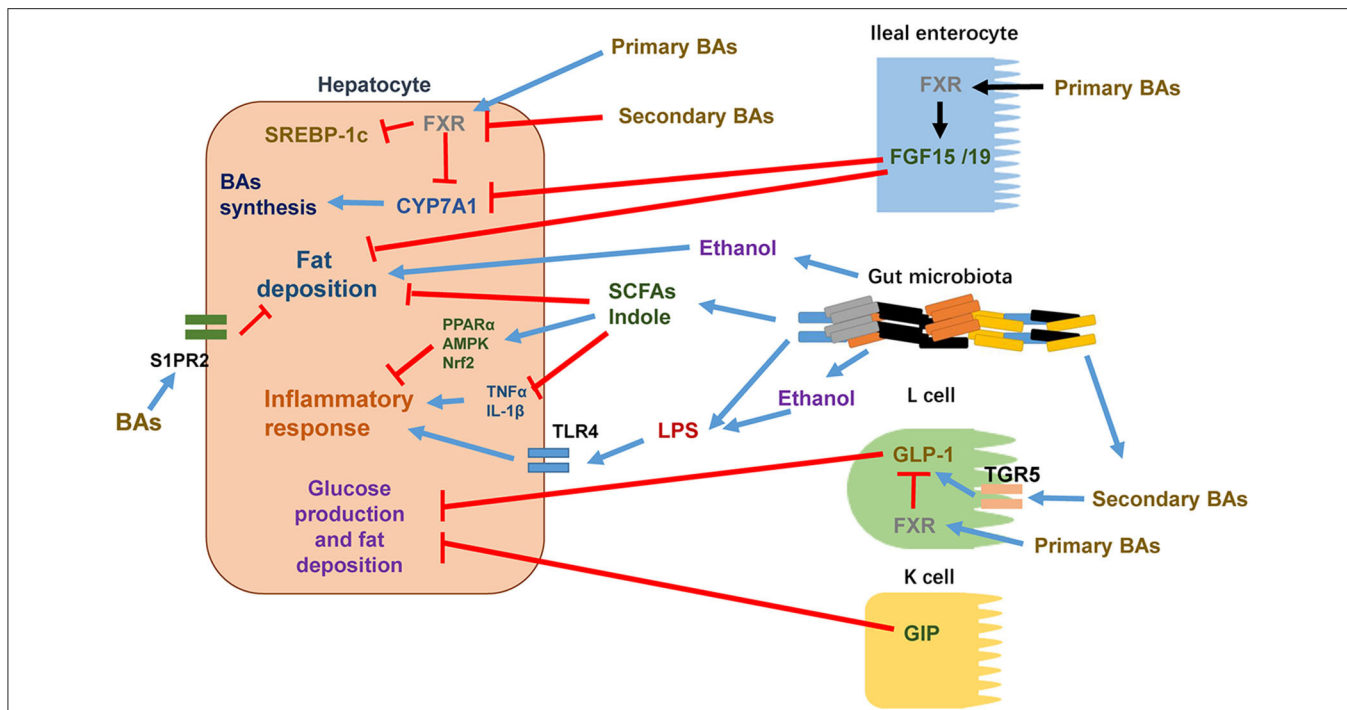 Primary BAs
Ileal enterocyte
Hepatocyte
FXR
Primary BAs
SREBP-1c
FXR
Secondary BAs
FGF15 /19
BAs
synthesis
CYP7A1
Fat
deposition
Ethanol
Gut microbiota
SCFAs
Indole
PPARα
AMPK
Nrf2
S1PR2
BAs
Inflammatory
response
TNFα
IL-1β
Ethanol
L cell
TLR4
LPS
GLP-1
TGR5
Secondary BAs
FXR
Primary BAs
Glucose
production
and fat
deposition
K cell
GIP